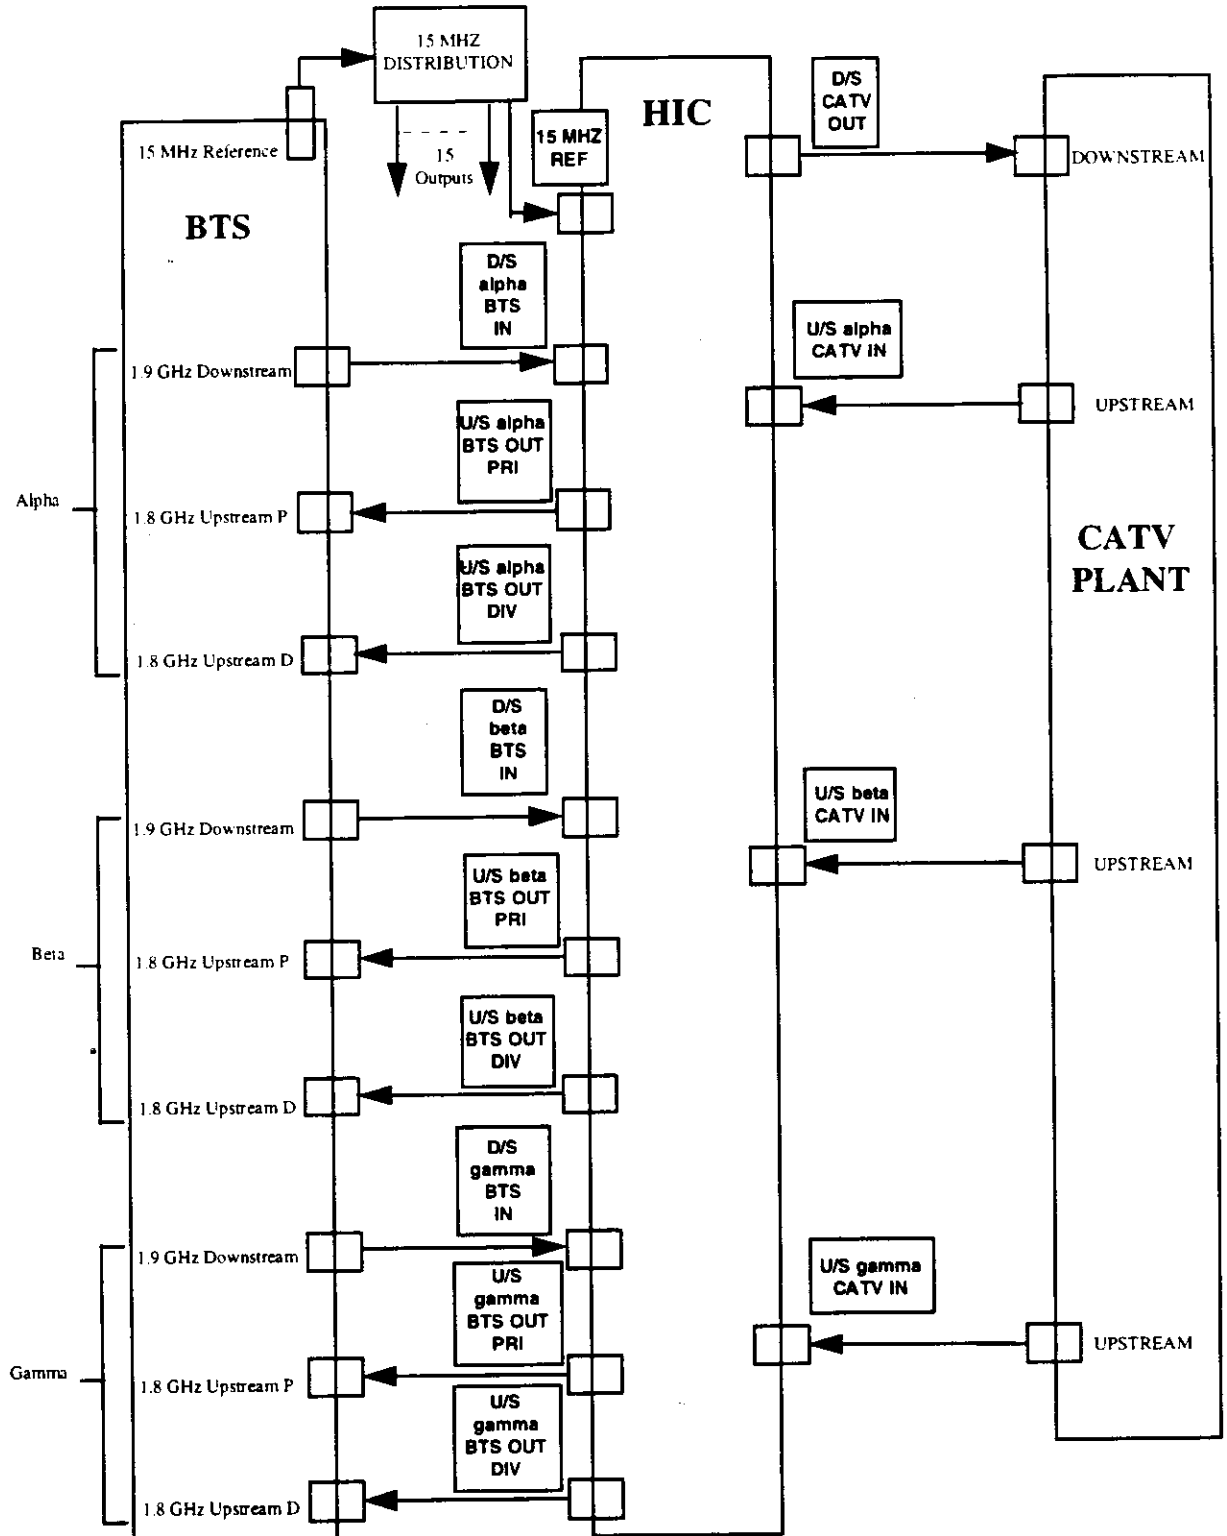 15 MHZ
DISTRIBUTION
15
Outputs
15 MHz Reference
BTS
15 MHZ
REF
HIC
D/S
CATV
OUT
DOWNSTREAM
D/S
alpha
BTS
IN
1.9 GHz Downstream
U/S alpha
CATV IN
UPSTREAM
U/S alpha
BTS OUT
PRI
Alpha
1.8 GHz Upstream P
CATV
PLANT
U/S alpha
BTS OUT
DIV
1.8 GHz Upstream D
D/S
beta
BTS
IN
1.9 GHz Downstream
U/S beta
CATV IN
UPSTREAM
U/S beta
BTS OUT
PRI
Beta
1.8 GHz Upstream P
U/S beta
BTS OUT
DIV
1.8 GHz Upstream D
D/S
gamma
BTS
IN
1.9 GHz Downstream
U/S gamma
CATV IN
UPSTREAM
U/S
gamma
BTS OUT
PRI
Gamma
1.8 GHz Upstream P
U/S
gamma
BTS OUT
DIV
1.8 GHz Upstream D